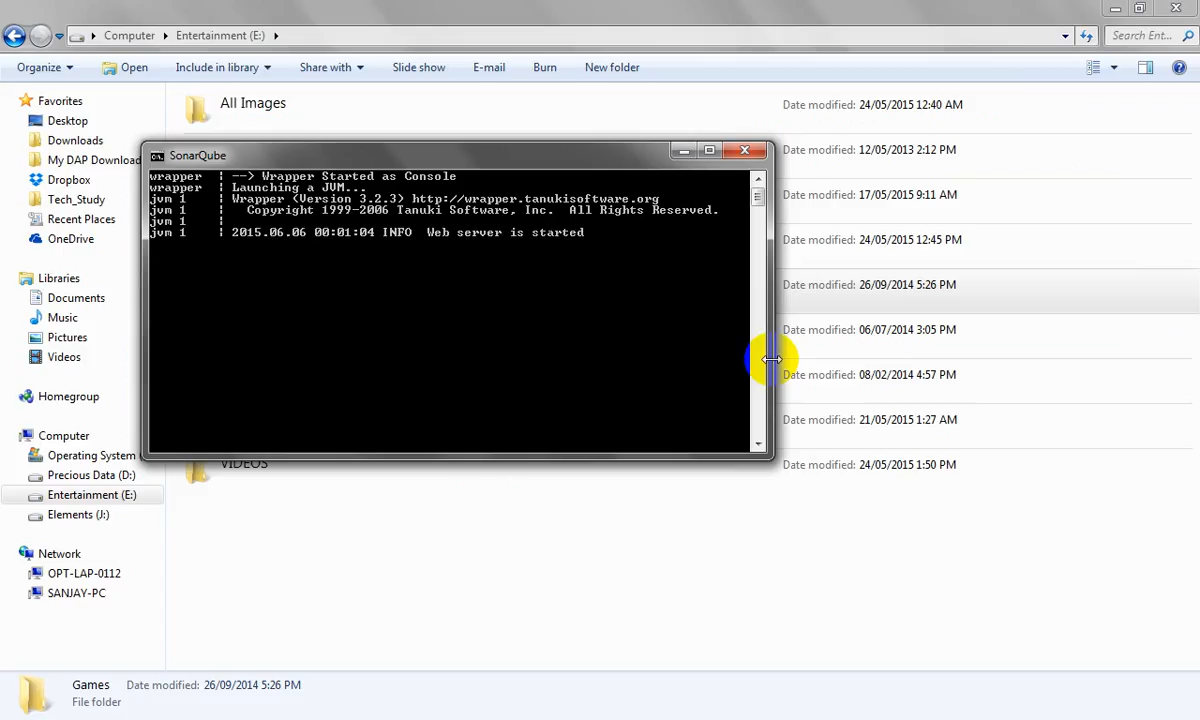 Computer ▸ Entertainment (E:) ▸
Search Ent...
Organize Open Include in library Share with Slide show E-mail Burn New folder
Favorites
Desktop
Downloads
My DAP Download
Dropbox
Tech_Study
Recent Places
OneDrive
Libraries
Documents
Music
Pictures
Videos
Homegroup
Computer
Operating System
Precious Data (D:)
Entertainment (E:)
Elements (J:)
Network
OPT-LAP-0112
SANJAY-PC
All Images
Date modified: 24/05/2015 12:40 AM
Date modified: 12/05/2013 2:12 PM
Date modified: 17/05/2015 9:11 AM
Date modified: 24/05/2015 12:45 PM
Date modified: 26/09/2014 5:26 PM
Date modified: 06/07/2014 3:05 PM
Date modified: 08/02/2014 4:57 PM
Date modified: 21/05/2015 1:27 AM
VIDEOS
Date modified: 24/05/2015 1:50 PM
SonarQube
wrapper | --> Wrapper Started as Console
wrapper | Launching a JVM...
jvm 1 | Wrapper (Version 3.2.3) http://wrapper.tanukisoftware.org
jvm 1 | Copyright 1999-2006 Tanuki Software, Inc. All Rights Reserved.
jvm 1 |
jvm 1 | 2015.06.06 00:01:04 INFO Web server is started
Games Date modified: 26/09/2014 5:26 PM
File folder